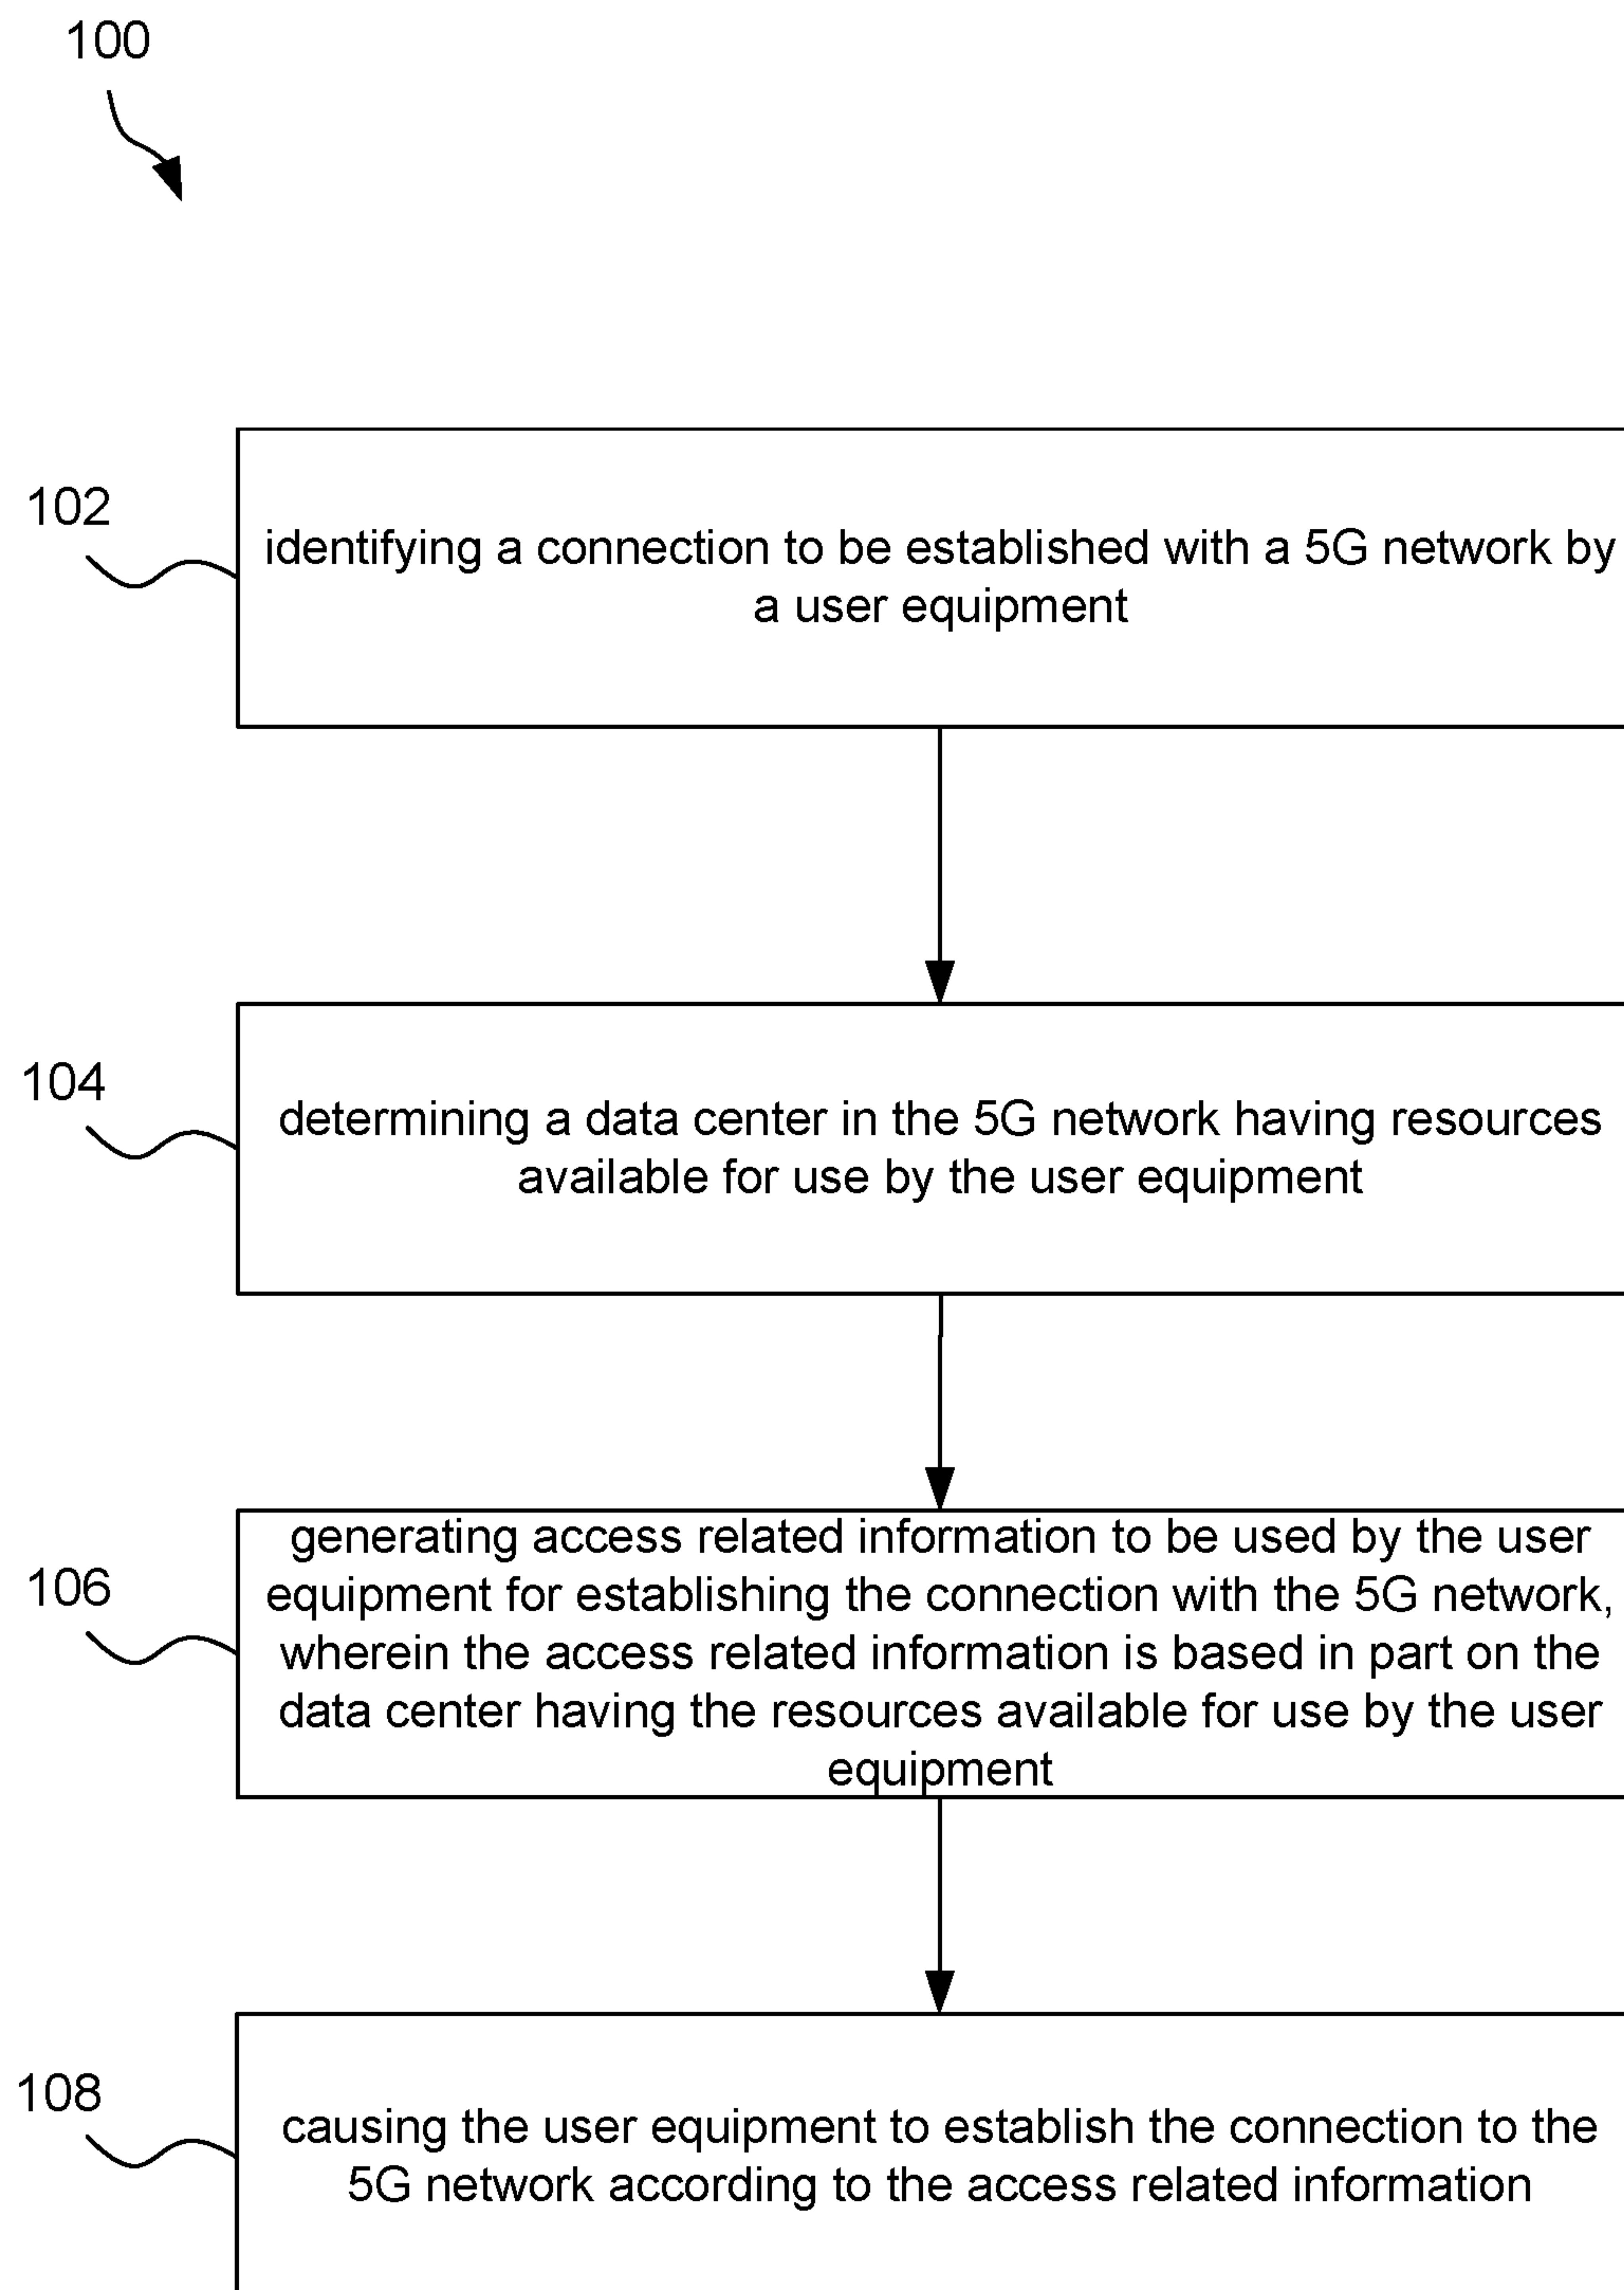 100
102
identifying a connection to be established with a 5G network by
a user equipment
104
determining a data center in the 5G network having resources
available for use by the user equipment
106
generating access related information to be used by the user
equipment for establishing the connection with the 5G network,
wherein the access related information is based in part on the
data center having the resources available for use by the user
equipment
108
causing the user equipment to establish the connection to the
5G network according to the access related information